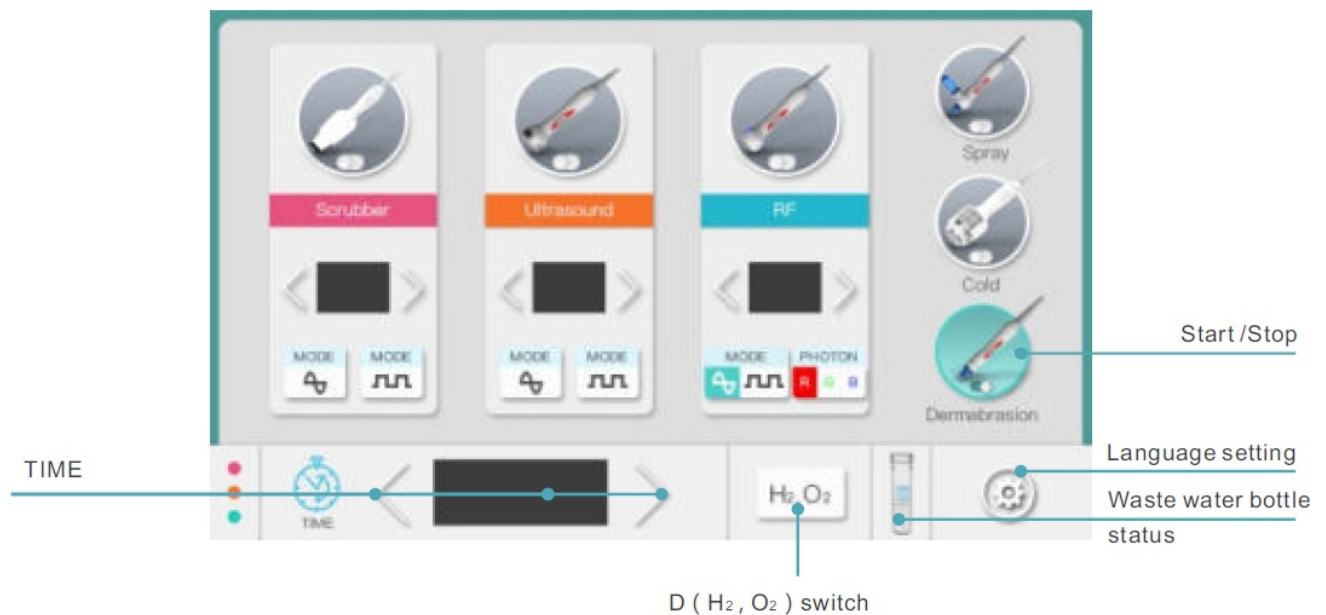 Spray
Scrubber
Ultrasound
RF
Cold
MODE
MODE
MODE
MODE
MODE
PHOTON
R
G
B
Start /Stop
Dermabrasion
Language setting
TIME
H₂ O₂
TIME
Waste water bottle
status
D ( H₂ , O₂ ) switch